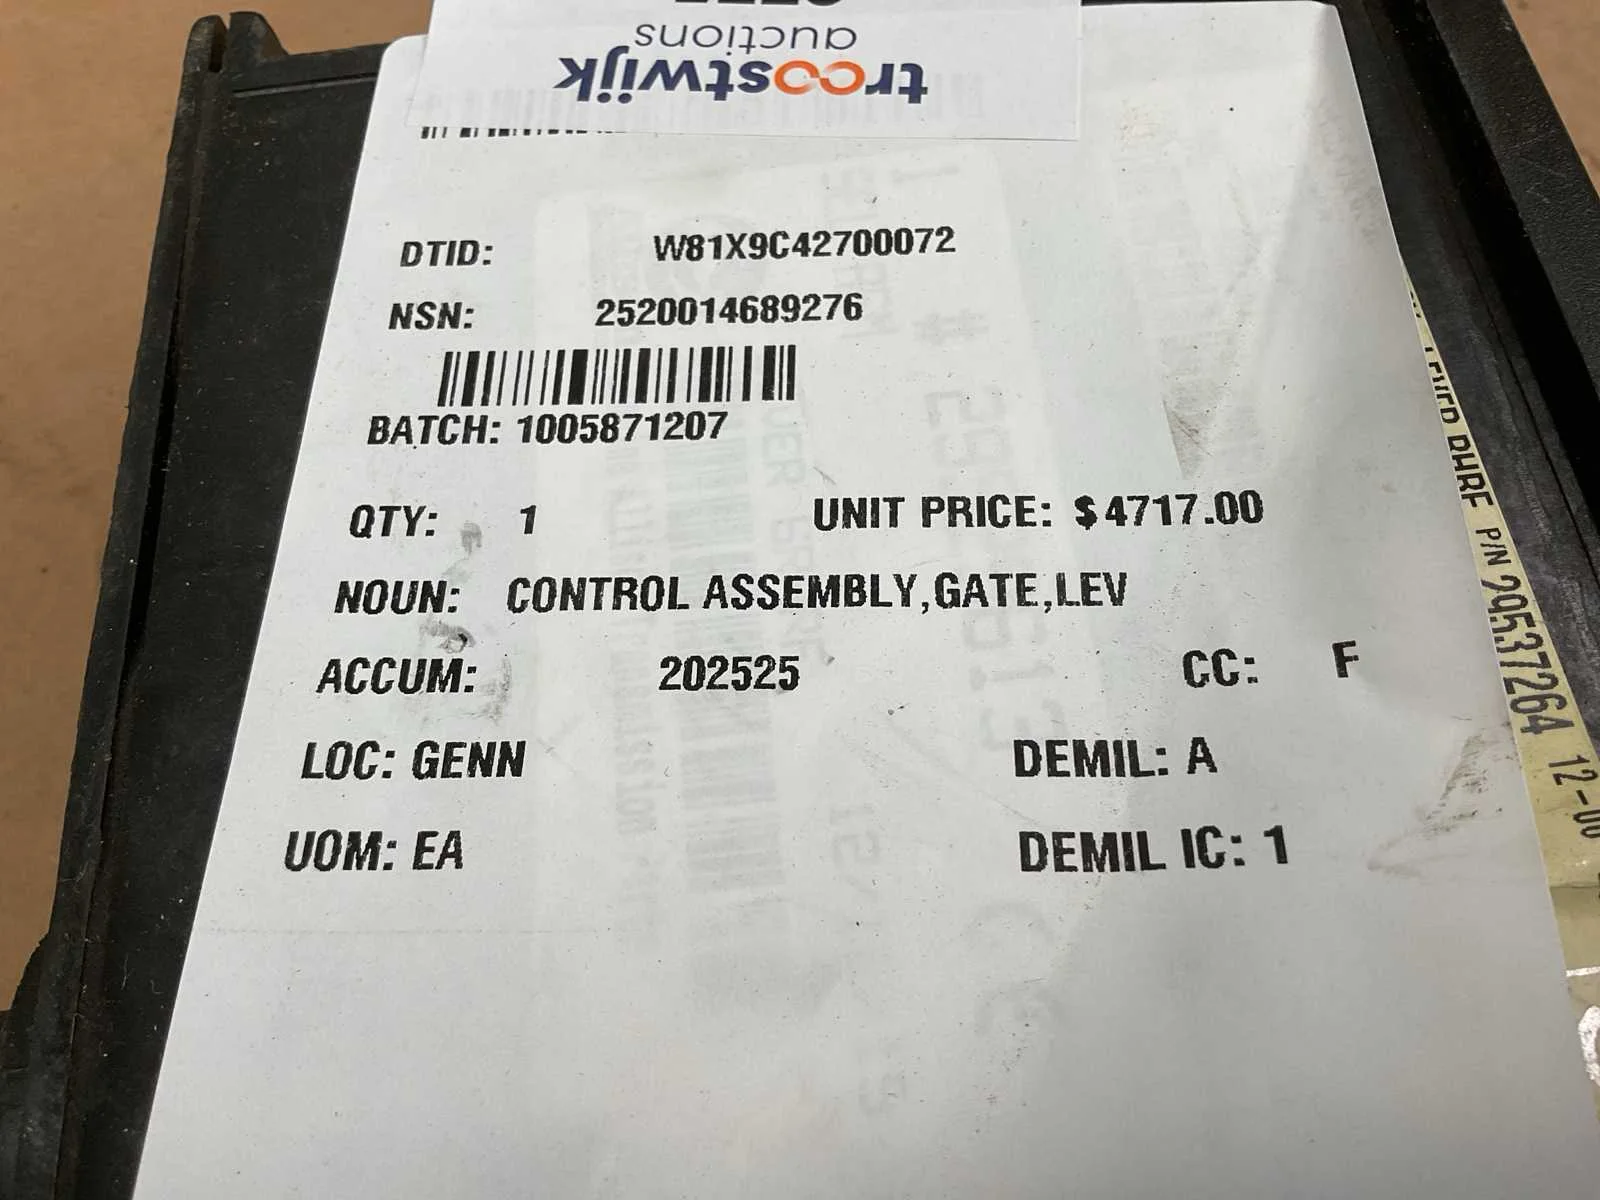 auctions
troostwijk
DTID: W81X9C42700072
NSN: 2520014689276
BATCH: 1005871207
QTY: 1 UNIT PRICE: $4717.00
NOUN: CONTROL ASSEMBLY,GATE,LEV
ACCUM: 202525 CC: F
LOC: GENN DEMIL: A
UOM: EA DEMIL IC: 1
P/N 29537264